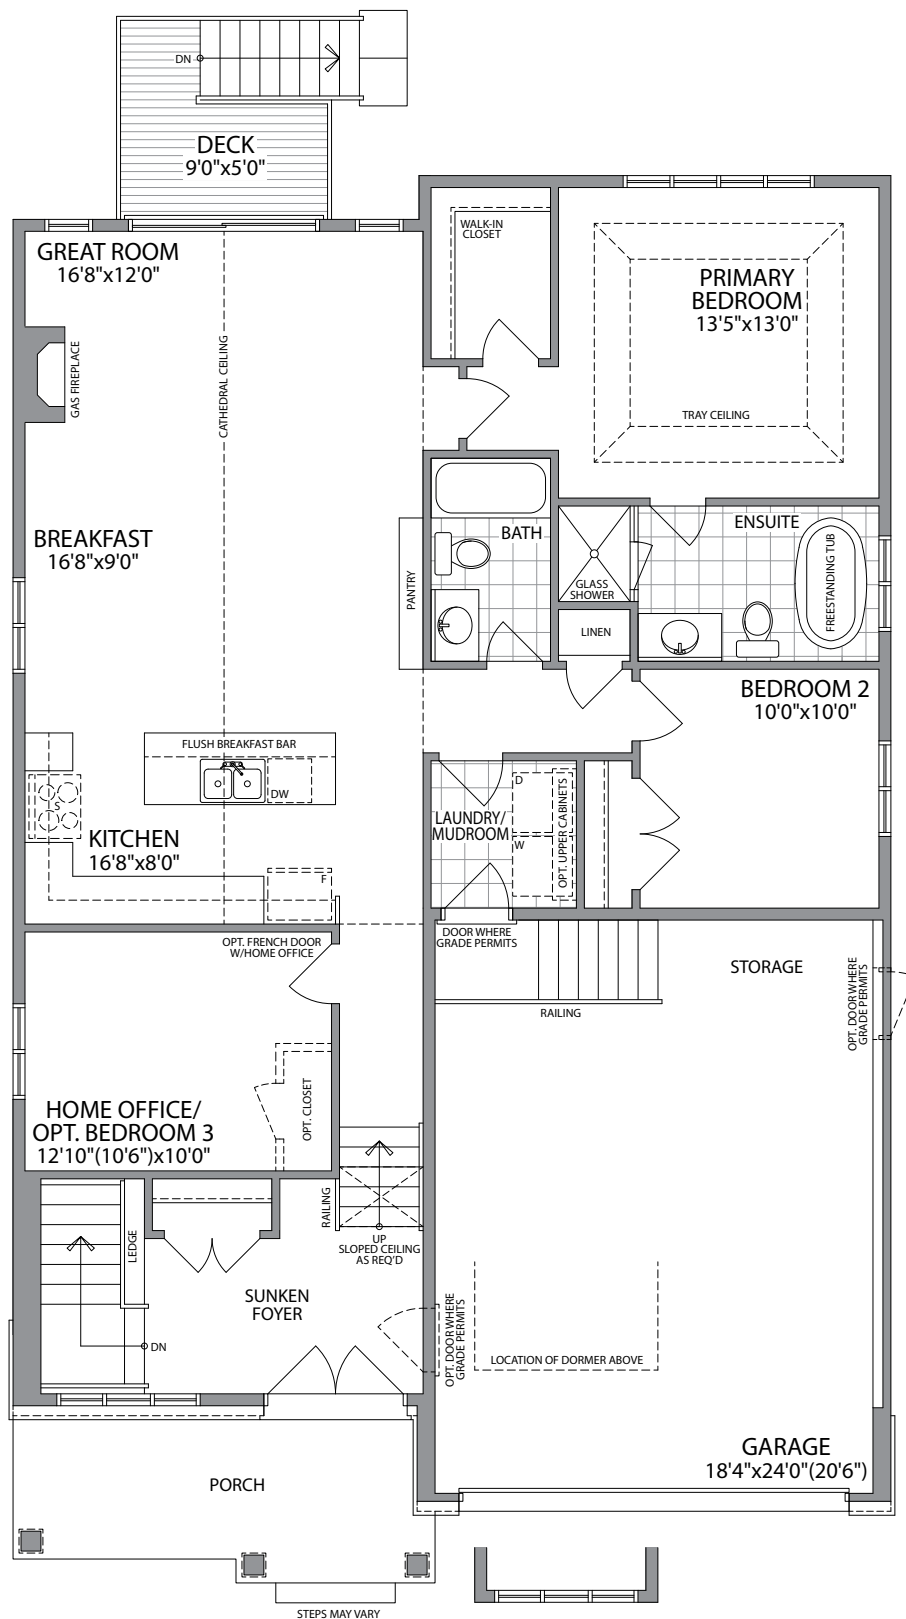 DN
DECK
9'0"x5'0"
GREAT ROOM
16'8"x12'0"
WALK-IN
CLOSET
PRIMARY
BEDROOM
13'5"x13'0"
GAS FIREPLACE
CATHEDRAL CEILING
TRAY CEILING
BREAKFAST
16'8"x9'0"
PANTRY
BATH
ENSUITE
GLASS
SHOWER
FREESTANDING TUB
LINEN
BEDROOM 2
10'0"x10'0"
FLUSH BREAKFAST BAR
DW
S
KITCHEN
16'8"x8'0"
F
LAUNDRY/
MUDROOM
D
W
OPT. UPPER CABINETS
OPT. FRENCH DOOR
W/HOME OFFICE
DOOR WHERE
GRADE PERMITS
STORAGE
RAILING
OPT. DOOR WHERE
GRADE PERMITS
HOME OFFICE/
OPT. BEDROOM 3
12'10"(10'6")x10'0"
OPT. CLOSET
RAILING
LEDGE
UP
SLOPED CEILING
AS REQ'D
SUNKEN
FOYER
DN
OPT. DOOR WHERE
GRADE PERMITS
LOCATION OF DORMER ABOVE
GARAGE
18'4"x24'0"(20'6")
PORCH
STEPS MAY VARY